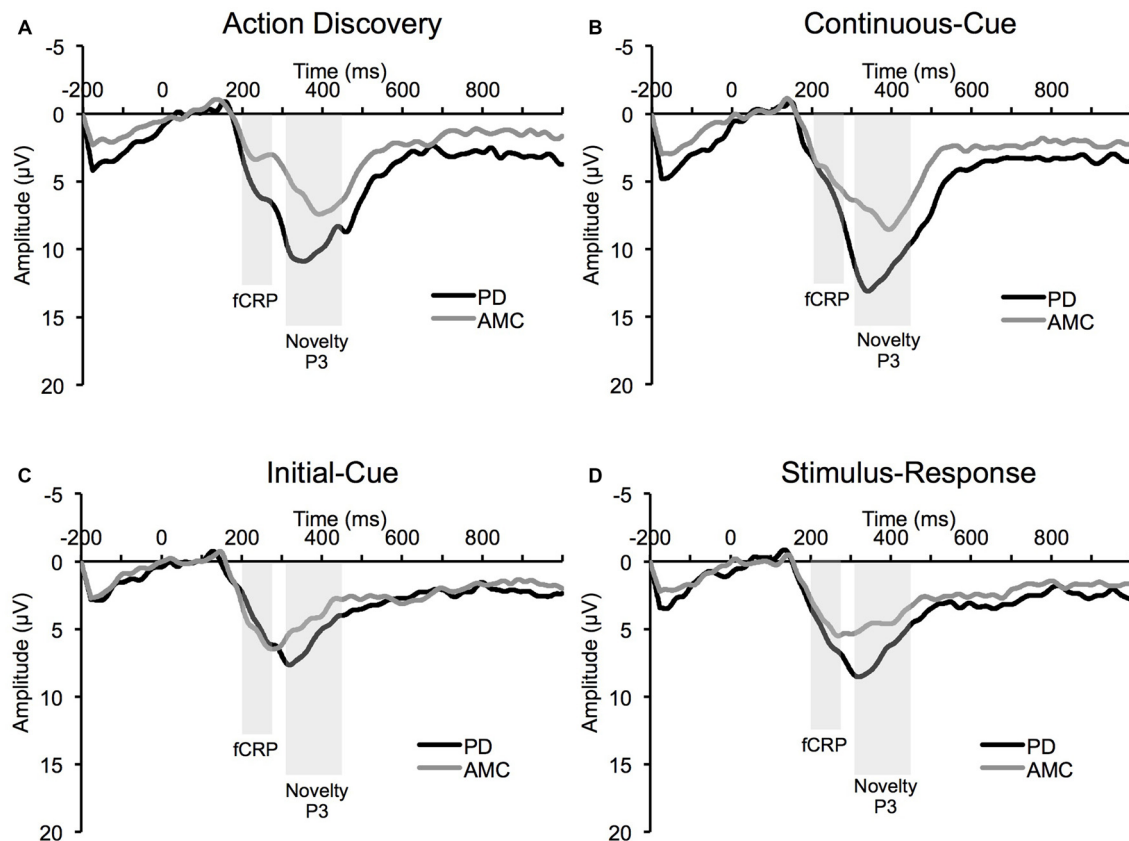 A
Action Discovery
-5
Time (ms)
-200 0 200 400 600 800
0
5
10
15
20
Amplitude (µV)
fCRP
Novelty
P3
PD
AMC
B
Continuous-Cue
-5
Time (ms)
-200 0 200 400 600 800
0
5
10
15
20
Amplitude (µV)
fCRP
Novelty
P3
PD
AMC
C
Initial-Cue
-5
Time (ms)
-200 0 200 400 600 800
0
5
10
15
20
Amplitude (µV)
fCRP
Novelty
P3
PD
AMC
D
Stimulus-Response
-5
Time (ms)
-200 0 200 400 600 800
0
5
10
15
20
Amplitude (µV)
fCRP
Novelty
P3
PD
AMC